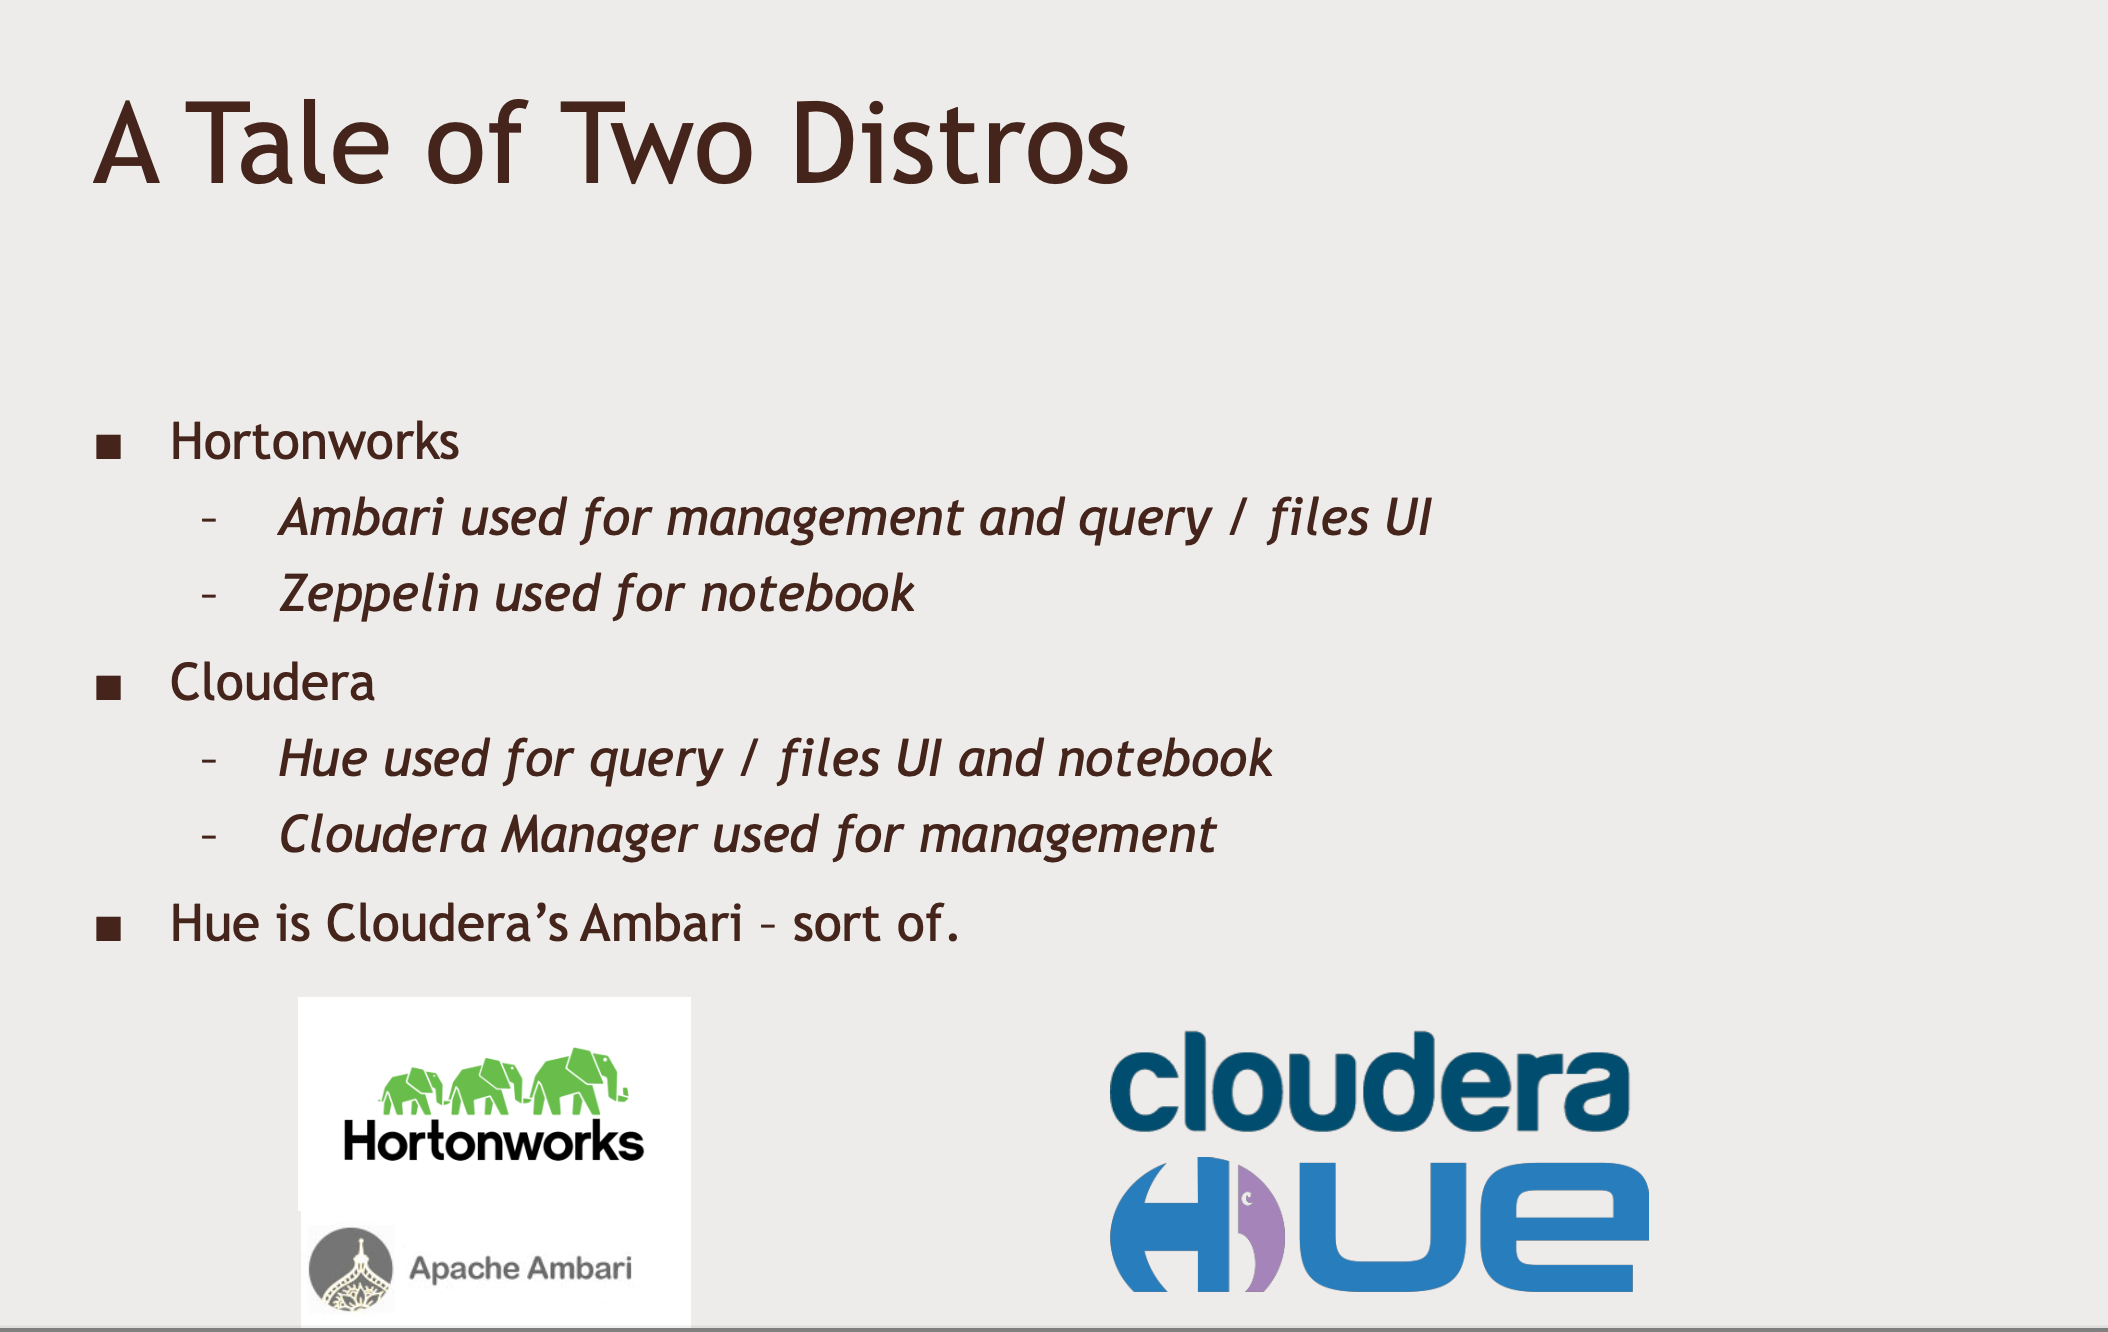 A Tale of Two Distros
■ Hortonworks
– Ambari used for management and query / files UI
– Zeppelin used for notebook
■ Cloudera
– Hue used for query / files UI and notebook
– Cloudera Manager used for management
■ Hue is Cloudera’s Ambari – sort of.
Hortonworks
Apache Ambari
cloudera
HUE